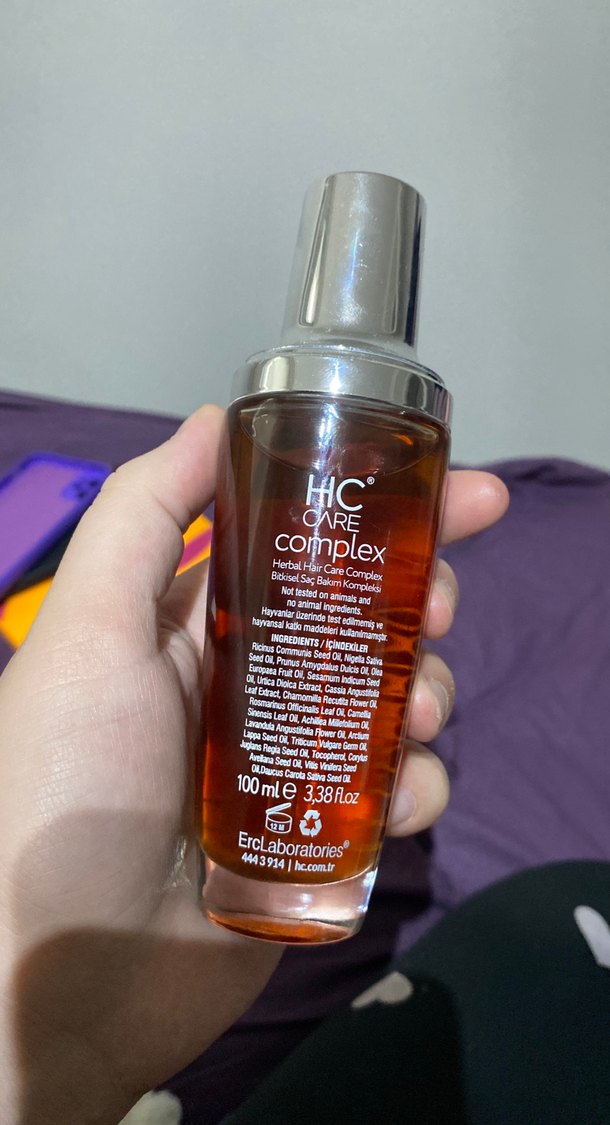 HC®
CARE
complex
Herbal Hair Care Complex
Bitkisel Saç Bakım Kompleksi
Not tested on animals and
no animal ingredients.
Hayvanlar üzerinde test edilmemiş ve
hayvansal katkı maddeleri kullanılmamıştır.
INGREDIENTS / İÇİNDEKİLER
Ricinus Communis Seed Oil, Nigella Sativa
Seed Oil, Prunus Amygdalus Dulcis Oil, Olea
Europaea Fruit Oil, Sesamum Indicum Seed
Oil, Urtica Dioica Extract, Cassia Angustifolia
Leaf Extract, Chamomilla Recutita Flower Oil,
Rosmarinus Officinalis Leaf Oil, Camellia
Sinensis Leaf Oil, Achillea Millefolium Oil,
Lavandula Angustifolia Flower Oil, Arctium
Lappa Seed Oil, Triticum Vulgare Germ Oil,
Juglans Regia Seed Oil, Tocopherol, Corylus
Avellana Seed Oil, Vitis Vinifera Seed
Oil,Daucus Carota Sativa Seed Oil.
100 ml e 3,38 fl.oz
12 M
ErcLaboratories®
444 3 914 | hc.com.tr